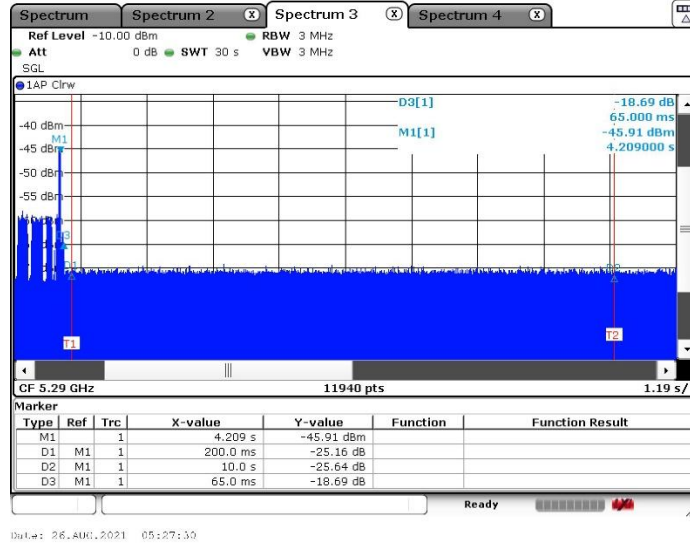 Spectrum Spectrum 2 X Spectrum 3 X Spectrum 4 X
Ref Level -10.00 dBm RBW 3 MHz
Att 0 dB SWT 30 s VBW 3 MHz
SGL
1AP Clrw
D3[1] -18.69 dB
65.000 ms
M1[1] -45.91 dBm
4.209000 s
-40 dBm
M1
-45 dBm
-50 dBm
-55 dBm
D3
D1 D2
T1 T2
CF 5.29 GHz 11940 pts 1.19 s/
Marker
Type Ref Trc X-value Y-value Function Function Result
M1 1 4.209 s -45.91 dBm
D1 M1 1 200.0 ms -25.16 dB
D2 M1 1 10.0 s -25.64 dB
D3 M1 1 65.0 ms -18.69 dB
Ready
Date: 26.AUG.2021 05:27:30